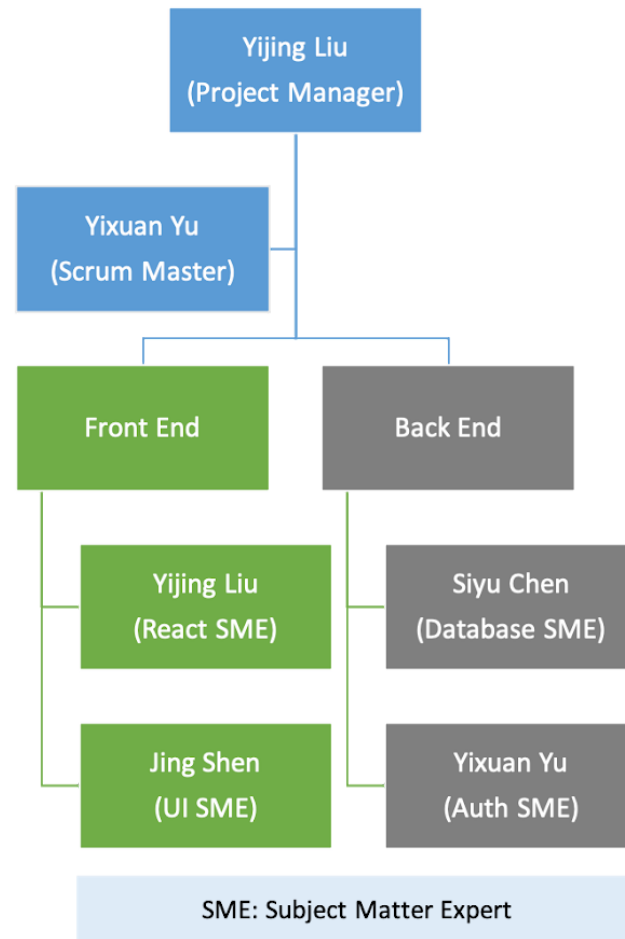 Yijing Liu
(Project Manager)
Yixuan Yu
(Scrum Master)
Front End
Back End
Yijing Liu
(React SME)
Siyu Chen
(Database SME)
Jing Shen
(UI SME)
Yixuan Yu
(Auth SME)
SME: Subject Matter Expert